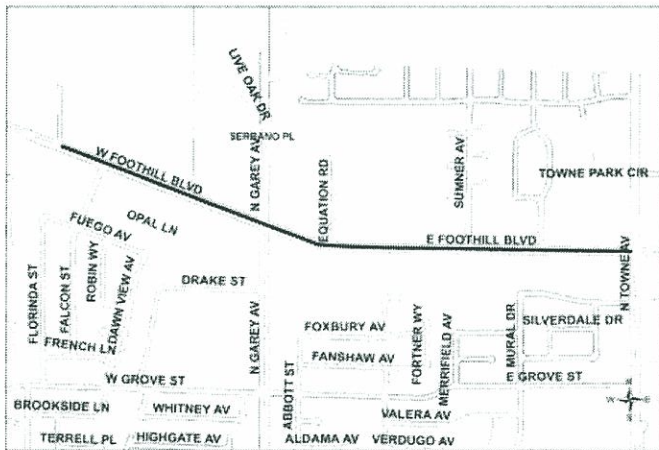 LIVE OAK DR
SERRANO PL
N GAREY AV
W FOOTHILL BLVD
EQUATION RD
SUMNER AV
TOWNE PARK CIR
OPAL LN
FUEGO AV
E FOOTHILL BLVD
N TOWNE AV
FLORINDA ST
FALCON ST
ROBIN WY
DAWN VIEW AV
DRAKE ST
N GAREY AV
FOXBURY AV
FORTNER WY
MERRIFIELD AV
MURAL DR
SILVERDALE DR
FRENCH LN
FANSHAW AV
W GROVE ST
ABBOTT ST
E GROVE ST
BROOKSIDE LN
WHITNEY AV
VALERA AV
TERRELL PL
HIGHGATE AV
ALDAMA AV
VERDUGO AV
N
W E
S